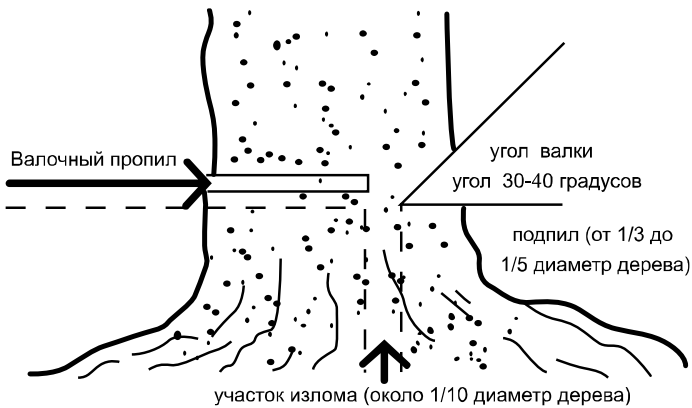 Валочный пропил
угол валки
угол 30-40 градусов
подпил (от 1/3 до
1/5 диаметр дерева)
участок излома (около 1/10 диаметр дерева)